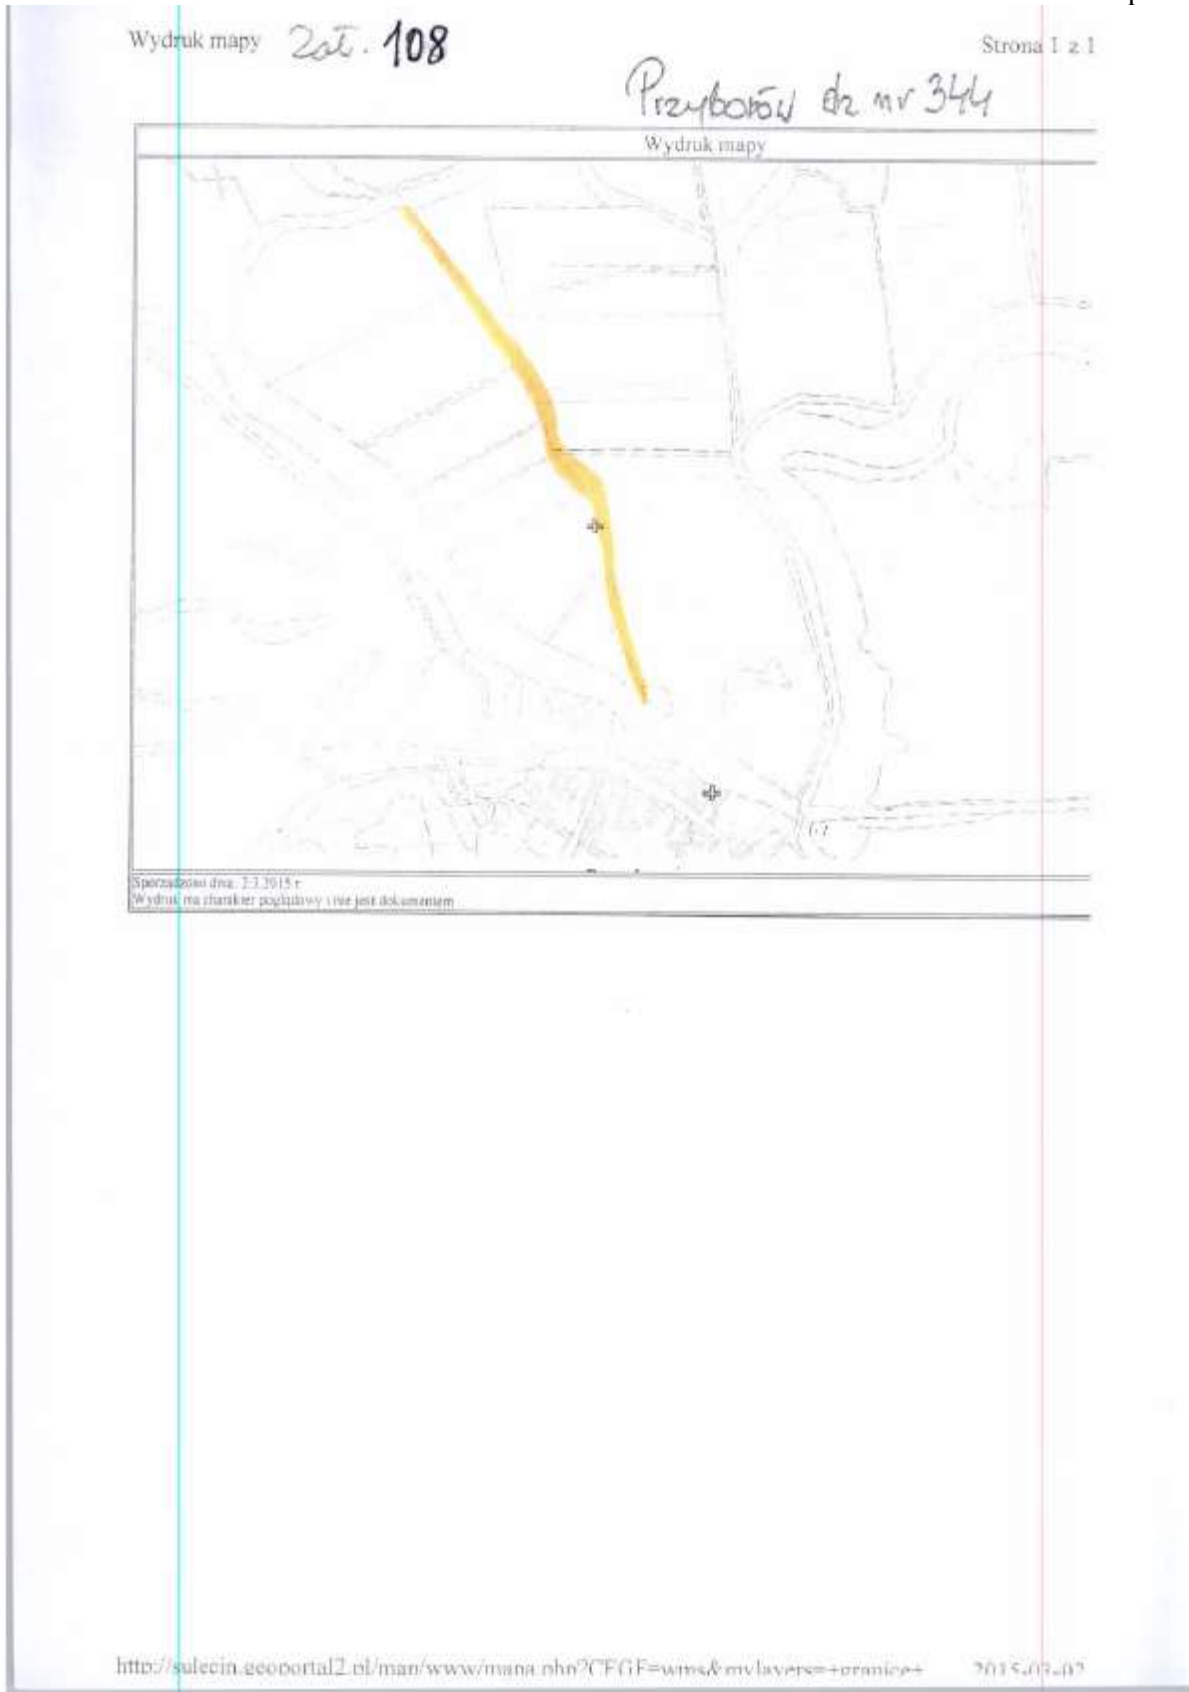 Wydruk mapy Zał. 108 Strona 1 z 1
Przyborów dz nr 344
Wydruk mapy
Sporządzono dnia: 2.3.2015 r
Wydruk ma charakter poglądowy i nie jest dokumentem
http://sulecin.geoportal2.pl/map/www/mapa.php?CFGF=wms&mylayers=+granice+ 2015-03-02